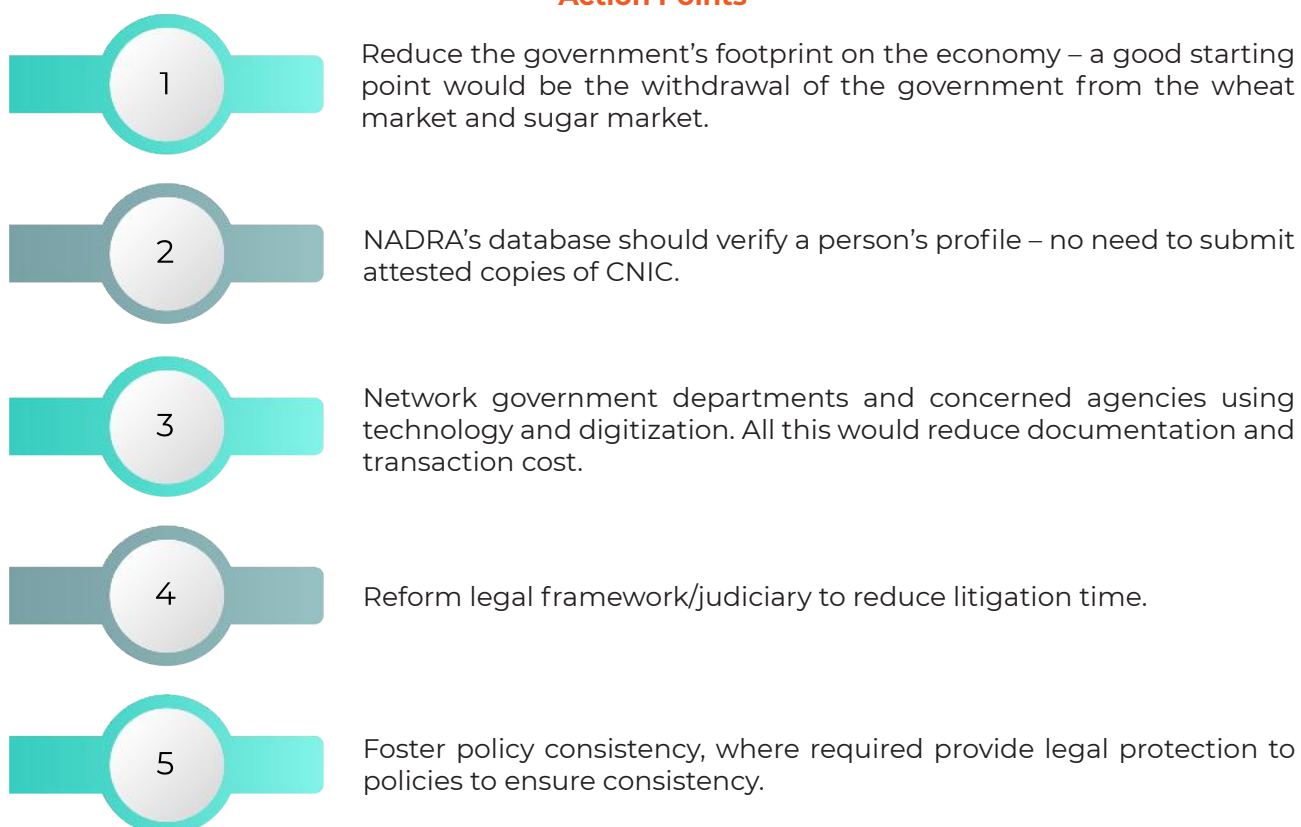 Action Points
1
Reduce the government’s footprint on the economy – a good starting
point would be the withdrawal of the government from the wheat
market and sugar market.
2
NADRA’s database should verify a person’s profile – no need to submit
attested copies of CNIC.
3
Network government departments and concerned agencies using
technology and digitization. All this would reduce documentation and
transaction cost.
4
Reform legal framework/judiciary to reduce litigation time.
5
Foster policy consistency, where required provide legal protection to
policies to ensure consistency.